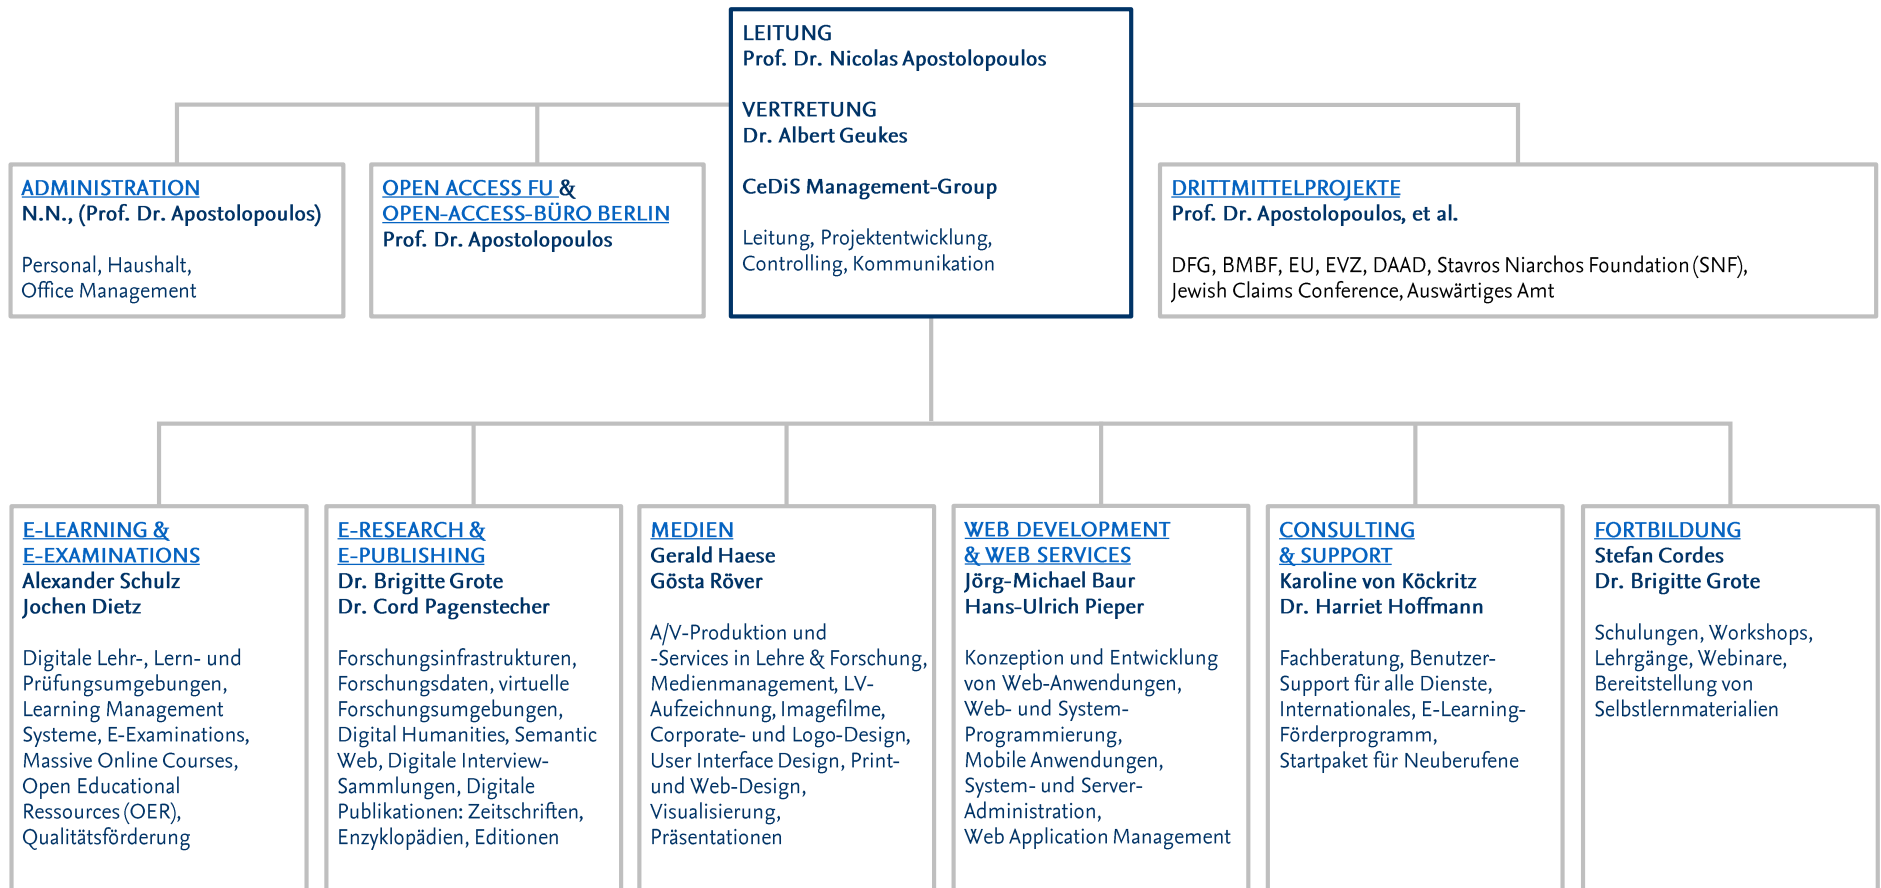 LEITUNG
Prof. Dr. Nicolas Apostolopoulos
VERTRETUNG
Dr. Albert Geukes
CeDiS Management-Group
Leitung, Projektentwicklung,
Controlling, Kommunikation
ADMINISTRATION
N.N., (Prof. Dr. Apostolopoulos)
Personal, Haushalt,
Office Management
OPEN ACCESS FU &
OPEN-ACCESS-BÜRO BERLIN
Prof. Dr. Apostolopoulos
DRITTMITTELPROJEKTE
Prof. Dr. Apostolopoulos, et al.
DFG, BMBF, EU, EVZ, DAAD, Stavros Niarchos Foundation (SNF),
Jewish Claims Conference, Auswärtiges Amt
E-LEARNING &
E-EXAMINATIONS
Alexander Schulz
Jochen Dietz
Digitale Lehr-, Lern- und
Prüfungsumgebungen,
Learning Management
Systeme, E-Examinations,
Massive Online Courses,
Open Educational
Ressources (OER),
Qualitätsförderung
E-RESEARCH &
E-PUBLISHING
Dr. Brigitte Grote
Dr. Cord Pagenstecher
Forschungsinfrastrukturen,
Forschungsdaten, virtuelle
Forschungsumgebungen,
Digital Humanities, Semantic
Web, Digitale Interview-
Sammlungen, Digitale
Publikationen: Zeitschriften,
Enzyklopädien, Editionen
MEDIEN
Gerald Haese
Gösta Röver
A/V-Produktion und
-Services in Lehre & Forschung,
Medienmanagement, LV-
Aufzeichnung, Imagefilme,
Corporate- und Logo-Design,
User Interface Design, Print-
und Web-Design,
Visualisierung,
Präsentationen
WEB DEVELOPMENT
& WEB SERVICES
Jörg-Michael Baur
Hans-Ulrich Pieper
Konzeption und Entwicklung
von Web-Anwendungen,
Web- und System-
Programmierung,
Mobile Anwendungen,
System- und Server-
Administration,
Web Application Management
CONSULTING
& SUPPORT
Karoline von Köckritz
Dr. Harriet Hoffmann
Fachberatung, Benutzer-
Support für alle Dienste,
Internationales, E-Learning-
Förderprogramm,
Startpaket für Neuberufene
FORTBILDUNG
Stefan Cordes
Dr. Brigitte Grote
Schulungen, Workshops,
Lehrgänge, Webinare,
Bereitstellung von
Selbstlernmaterialien